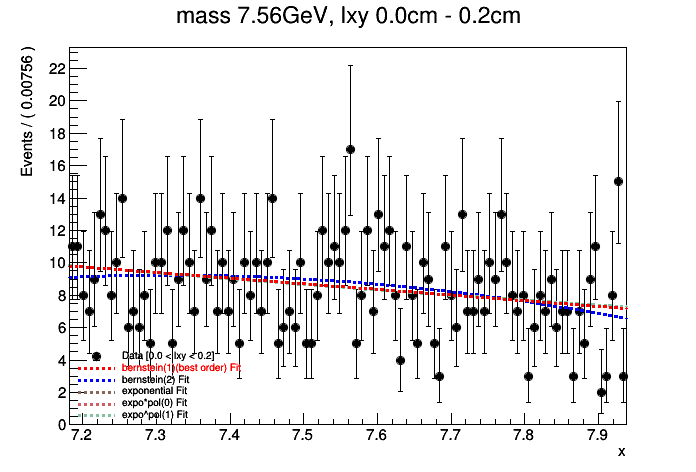 mass 7.56GeV, lxy 0.0cm - 0.2cm
Events / ( 0.00756 )
22
20
18
16
14
12
10
8
6
4
2
0
Data [0.0 < lxy < 0.2]
bernstein(1)(best order) Fit
bernstein(2) Fit
exponential Fit
expo*pol(0) Fit
expo^pol(1) Fit
7.2 7.3 7.4 7.5 7.6 7.7 7.8 7.9
x